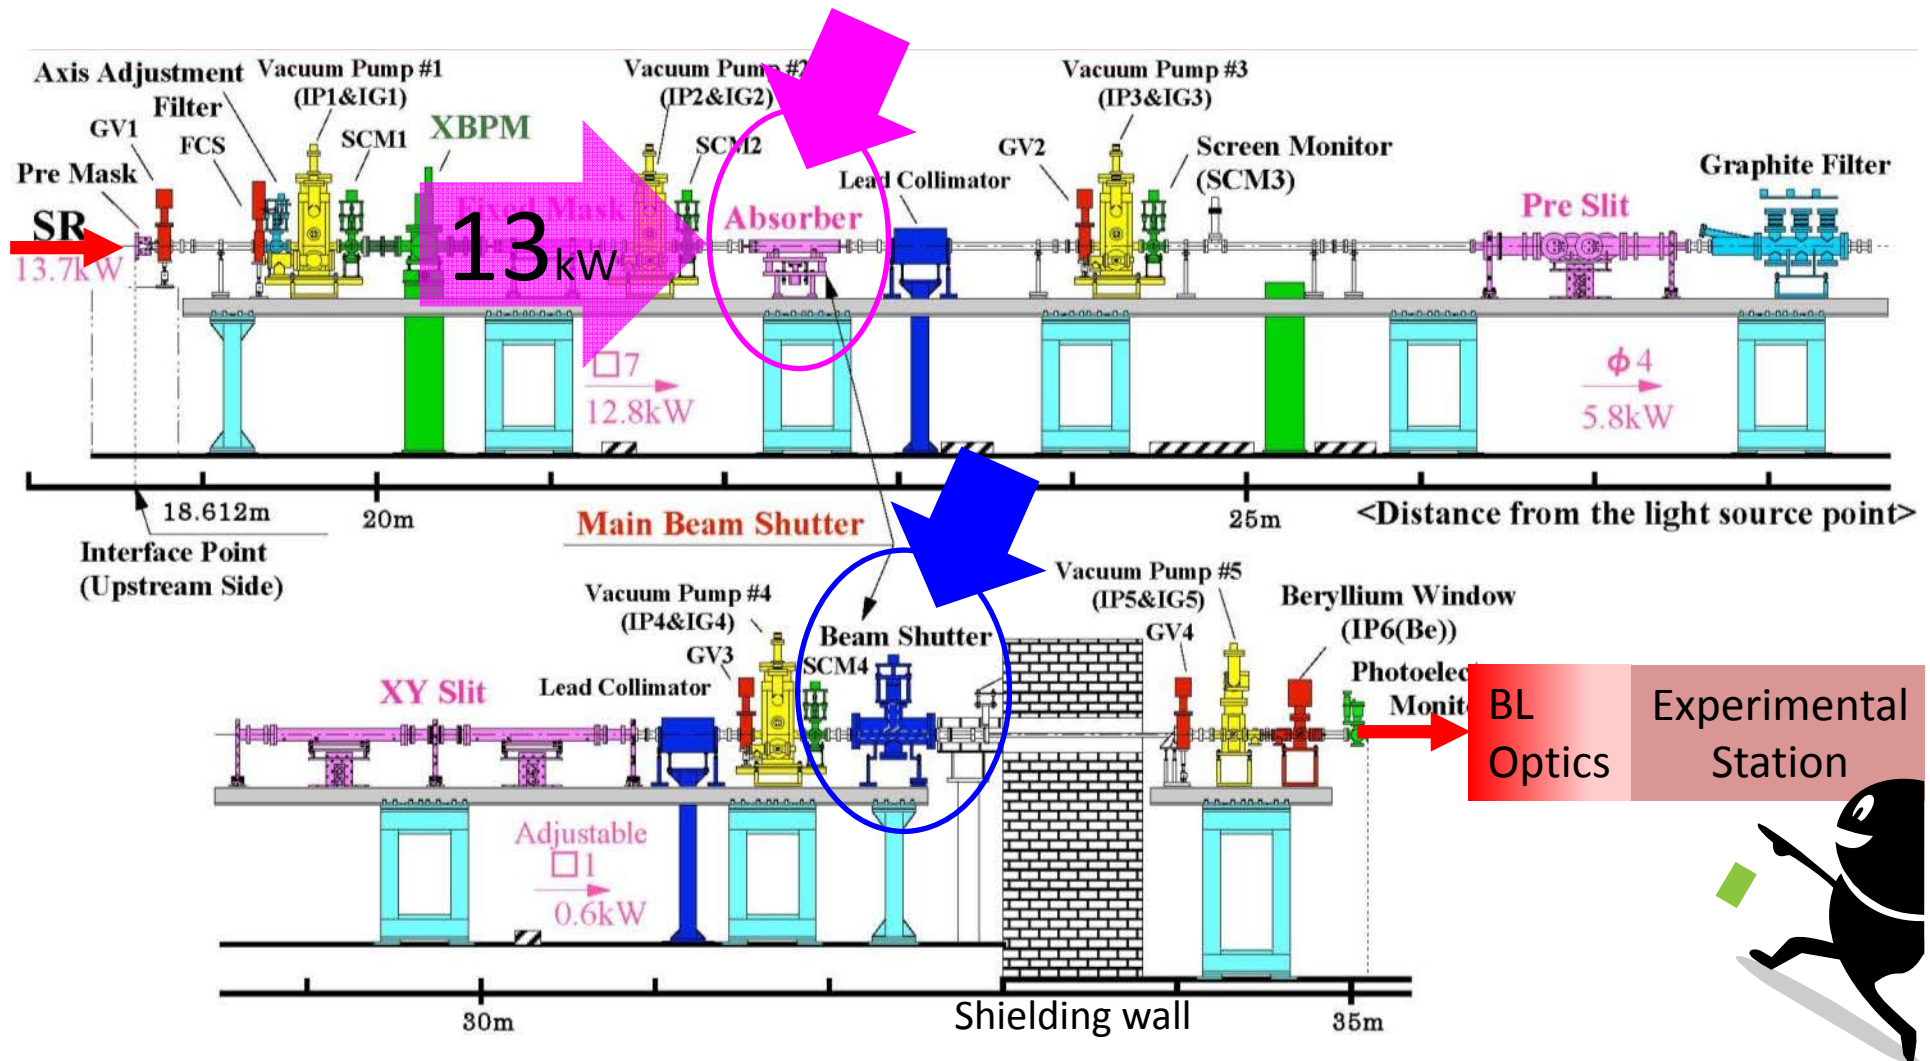 Axis Adjustment
Filter
Vacuum Pump #1
(IP1&IG1)
Vacuum Pump #2
(IP2&IG2)
Vacuum Pump #3
(IP3&IG3)
GV1
FCS
SCM1
XBPM
SCM2
GV2
Screen Monitor
(SCM3)
Graphite Filter
Pre Mask
Lead Collimator
SR
13.7kW
Fixed Mask
13kW
Absorber
Pre Slit
□7
12.8kW
ϕ4
5.8kW
18.612m
20m
25m
<Distance from the light source point>
Interface Point
(Upstream Side)
Main Beam Shutter
Vacuum Pump #4
(IP4&IG4)
GV3
Beam Shutter
SCM4
Vacuum Pump #5
(IP5&IG5)
GV4
Beryllium Window
(IP6(Be))
XY Slit
Lead Collimator
BL
Optics
Experimental
Station
Adjustable
□1
0.6kW
30m
Shielding wall
35m